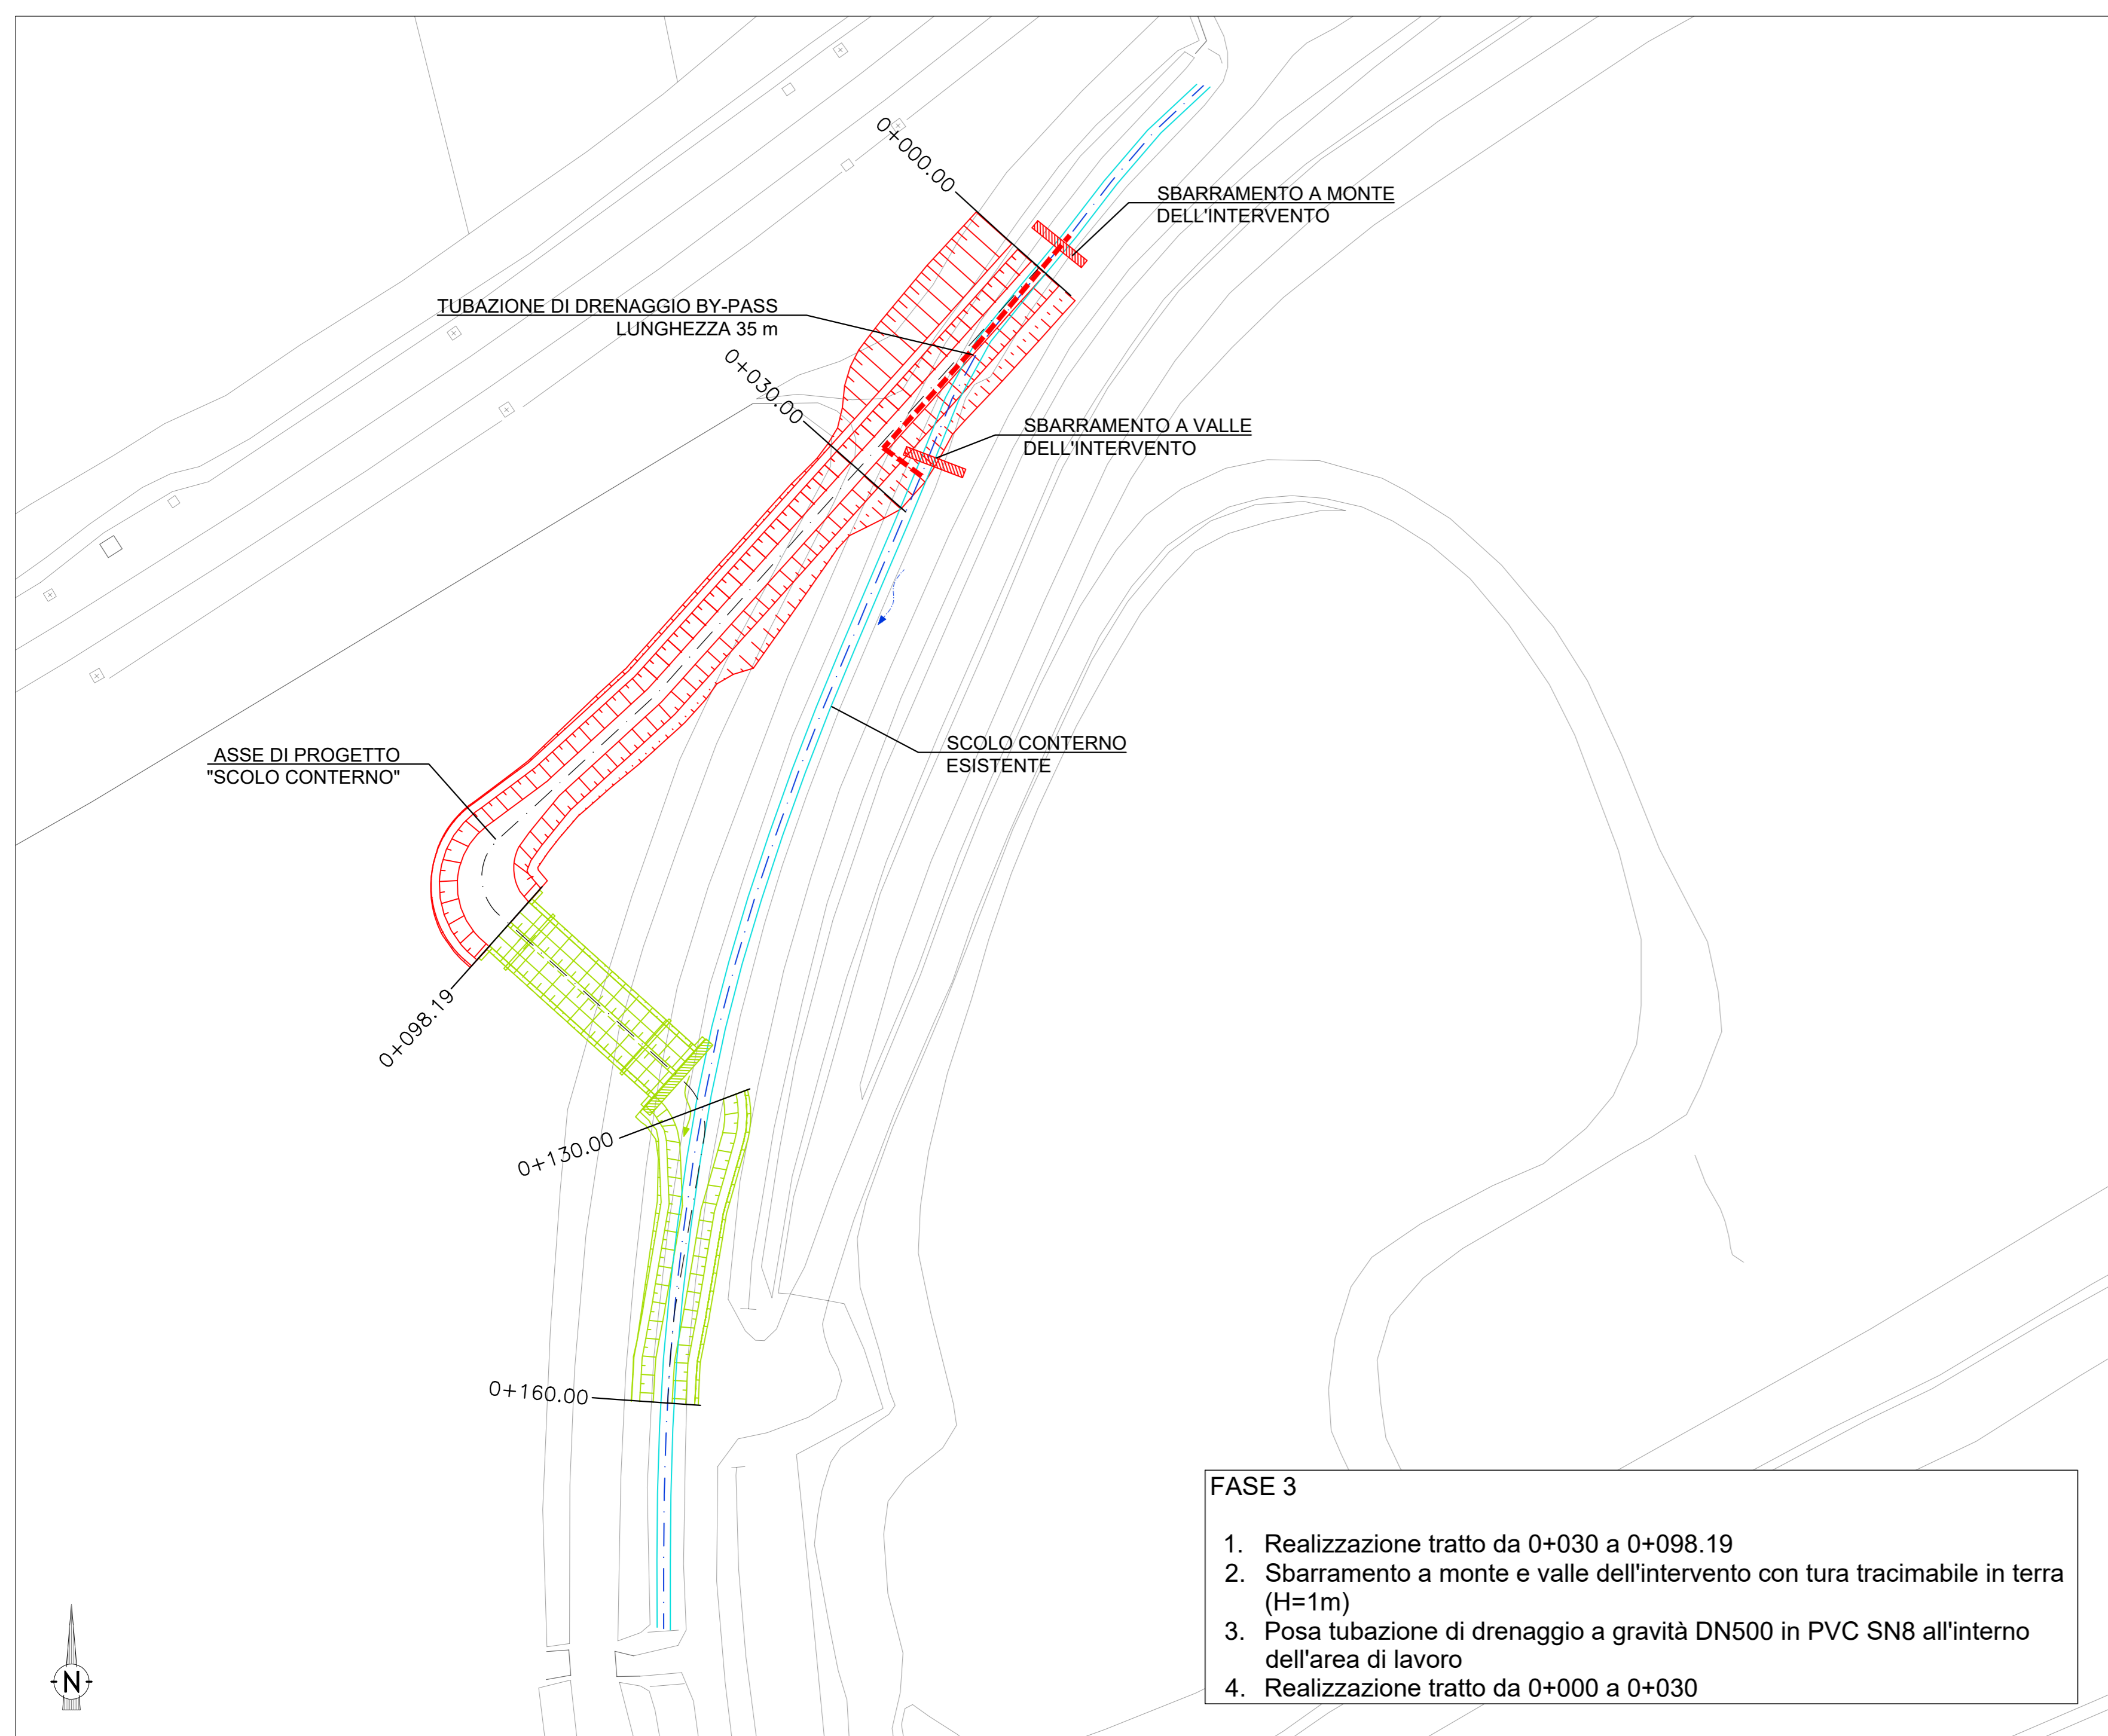 0+000.00
SBARRAMENTO A MONTE
DELL'INTERVENTO
TUBAZIONE DI DRENAGGIO BY-PASS
LUNGHEZZA 35 m
0+030.00
SBARRAMENTO A VALLE
DELL'INTERVENTO
ASSE DI PROGETTO
"SCOLO CONTERNO"
SCOLO CONTERNO
ESISTENTE
0+098.19
0+130.00
0+160.00
FASE 3
1. Realizzazione tratto da 0+030 a 0+098.19
2. Sbarramento a monte e valle dell'intervento con tura tracimabile in terra
(H=1m)
3. Posa tubazione di drenaggio a gravità DN500 in PVC SN8 all'interno
dell'area di lavoro
4. Realizzazione tratto da 0+000 a 0+030
N